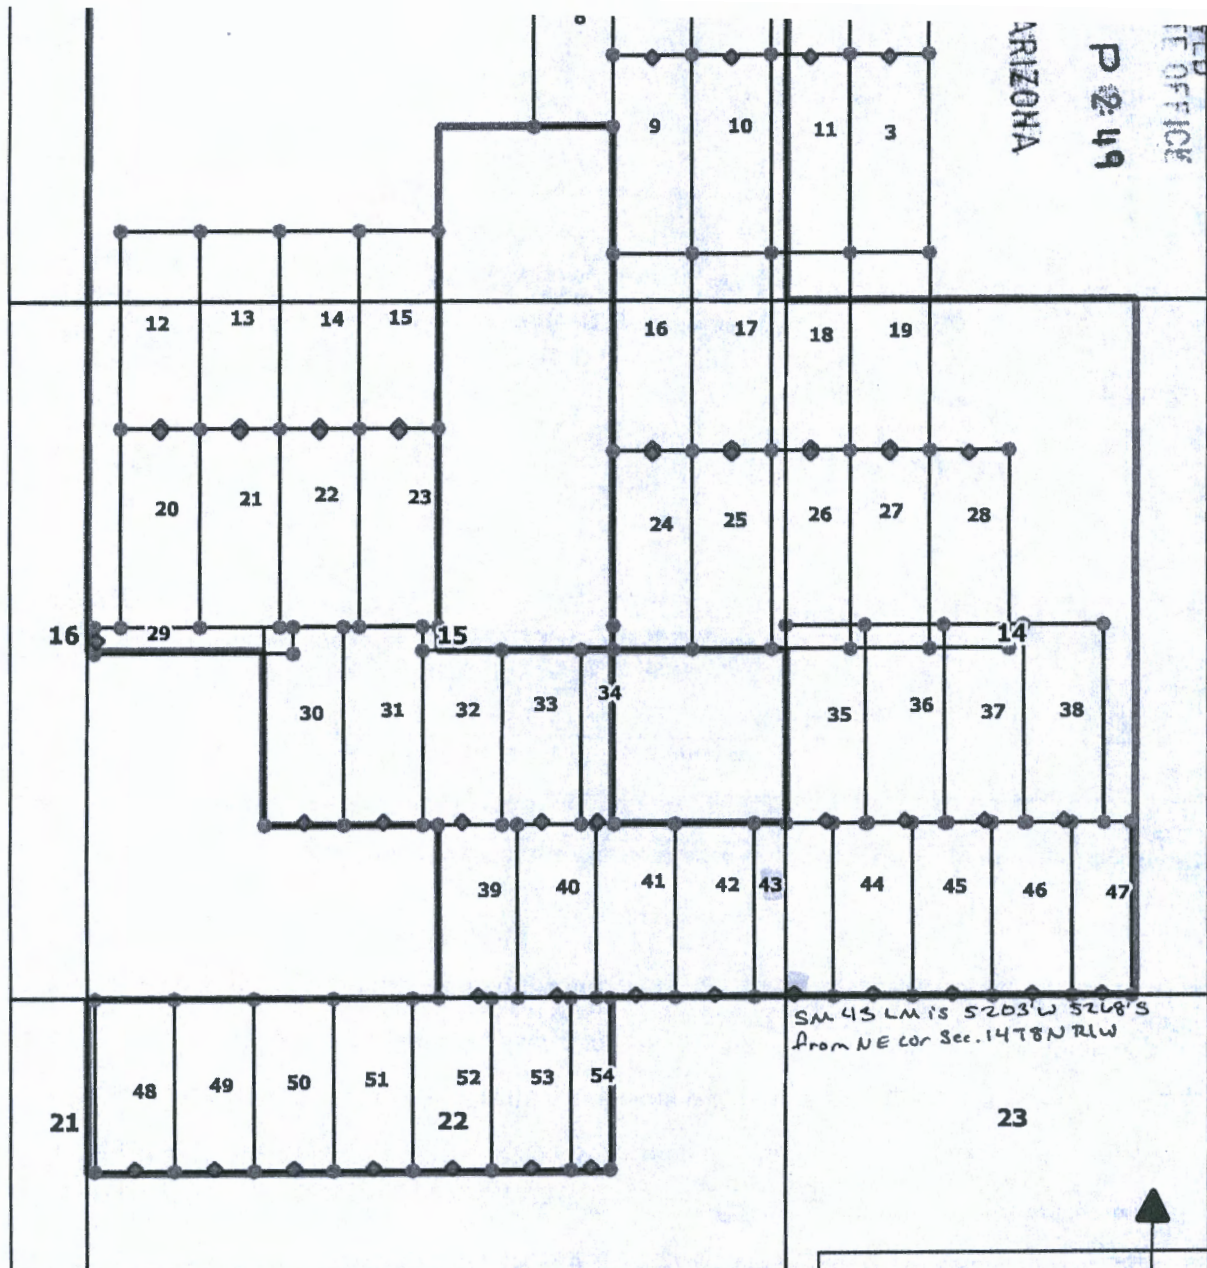 TE OFFICE
P 2:49
ARIZONA
9 10 11 3
12 13 14 15 16 17 18 19
20 21 22 23 24 25 26 27 28
16 29 15 14
30 31 32 33 34 35 36 37 38
39 40 41 42 43 44 45 46 47
SM 43 LM is 5203'W 5268'S
from NE cor Sec. 14 T8N R1W
48 49 50 51 52 53 54
21 22 23